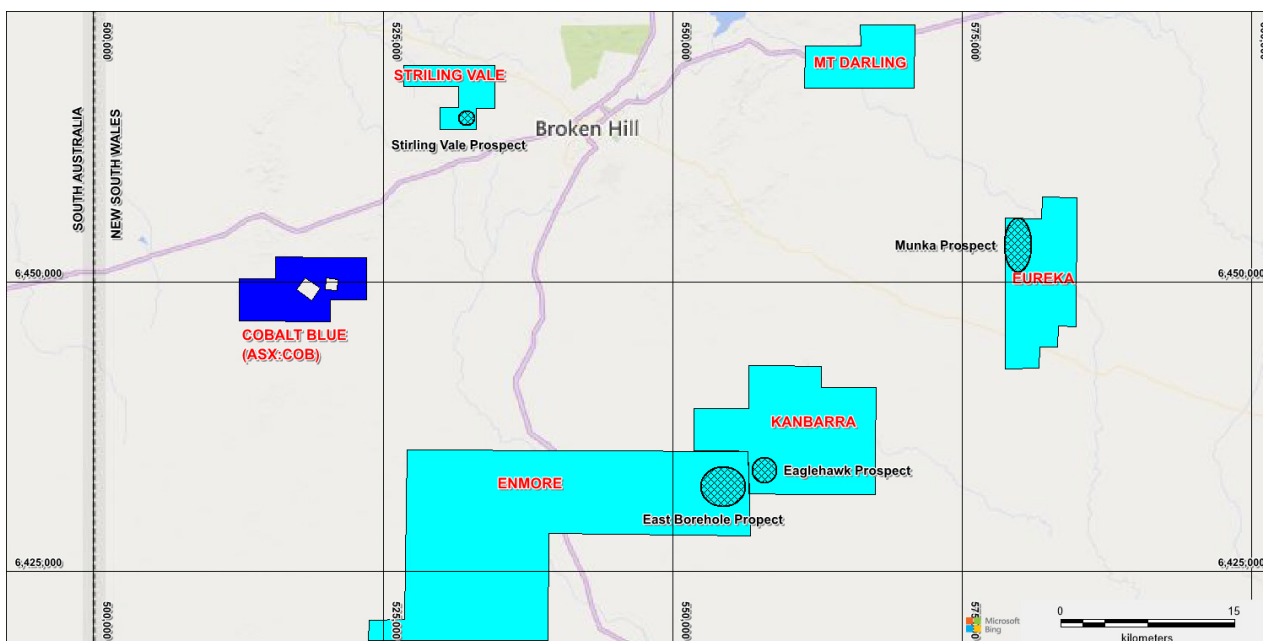 500,000
525,000
550,000
575,000
STRILING VALE
MT DARLING
Broken Hill
Stirling Vale Prospect
SOUTH AUSTRALIA
NEW SOUTH WALES
Munka Prospect
6,450,000
6,450,000
EUREKA
COBALT BLUE
(ASX:COB)
KANBARRA
Eaglehawk Prospect
ENMORE
East Borehole Propect
6,425,000
6,425,000
500,000
525,000
550,000
575,000
0
15
kilometers
Microsoft
Bing